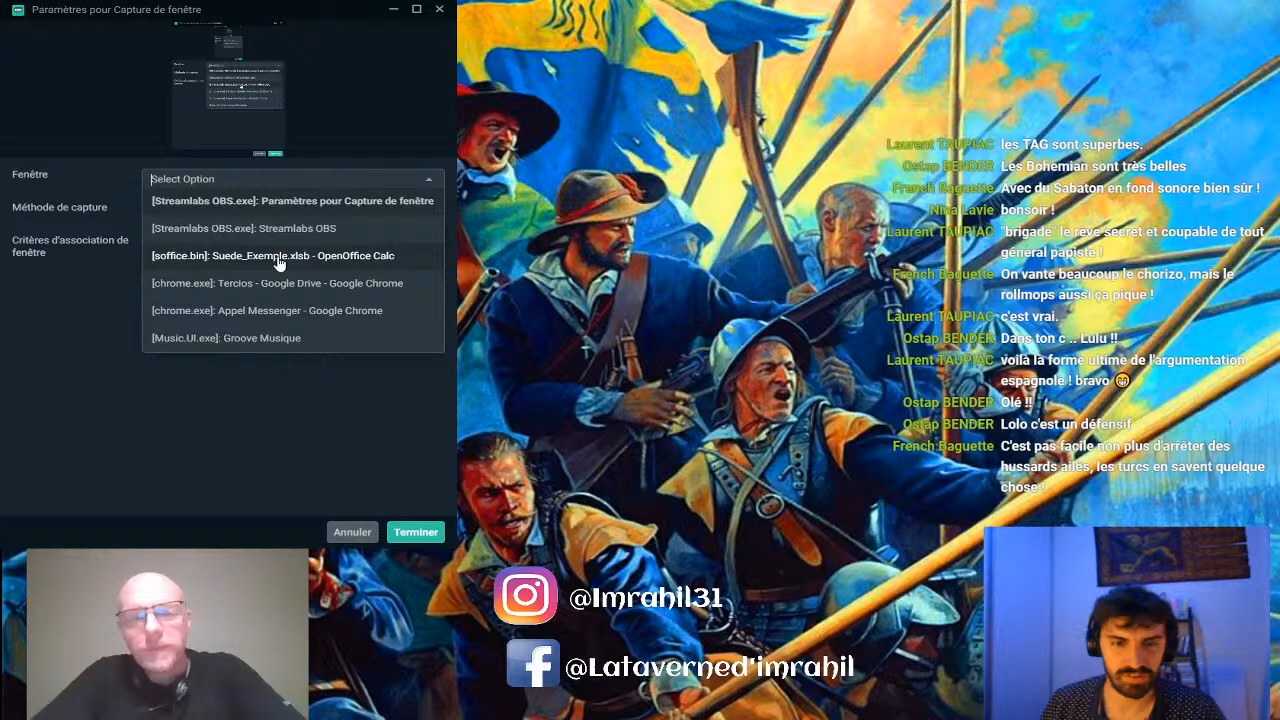 Paramètres pour Capture de fenêtre
Fenêtre
Select Option
[Streamlabs OBS.exe]: Paramètres pour Capture de fenêtre
Méthode de capture
[Streamlabs OBS.exe]: Streamlabs OBS
Critères d'association de
fenêtre
[soffice.bin]: Suede_Exemple.xlsb - OpenOffice Calc
[chrome.exe]: Tercios - Google Drive - Google Chrome
[chrome.exe]: Appel Messenger - Google Chrome
[Music.UI.exe]: Groove Musique
Annuler
Terminer
Laurent TAUPIAC les TAG sont superbes.
Ostap BENDER Les Bohemian sont très belles
French Baguette Avec du Sabaton en fond sonore bien sûr !
Nina Lavie bonsoir !
Laurent TAUPIAC "brigade" le rêve secret et coupable de tout
général papiste !
French Baguette On vante beaucoup le chorizo, mais le
rollmops aussi ça pique !
Laurent TAUPIAC c'est vrai.
Ostap BENDER Dans ton c .. Lulu !!
Laurent TAUPIAC voilà la forme ultime de l'argumentation
espagnole ! bravo 😁
Ostap BENDER Olé !!
Ostap BENDER Lolo c'est un défensif
French Baguette C'est pas facile non plus d'arrêter des
hussards ailés, les turcs en savent quelque
chose !
@Imrahil31
@Lataverned'imrahil